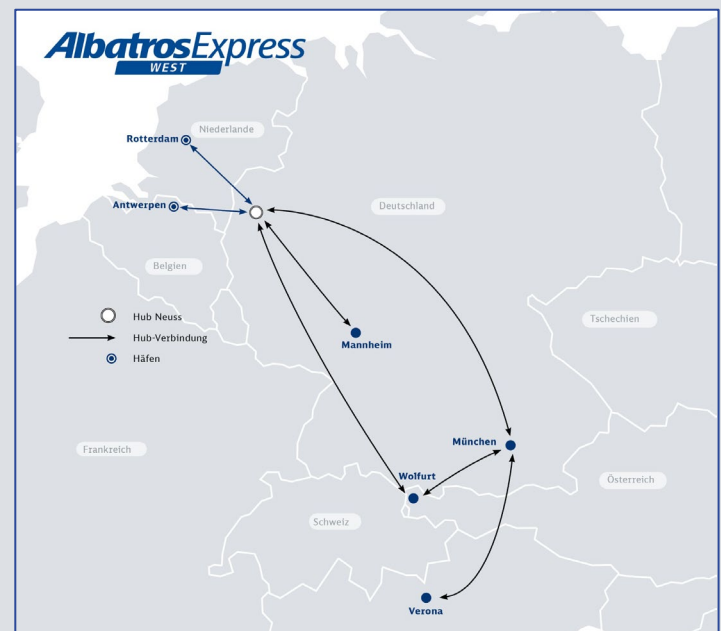 AlbatrosExpress
WEST
Niederlande
Rotterdam
Antwerpen
Deutschland
Belgien
Hub Neuss
Hub-Verbindung
Häfen
Tschechien
Mannheim
Frankreich
München
Wolfurt
Österreich
Schweiz
Verona